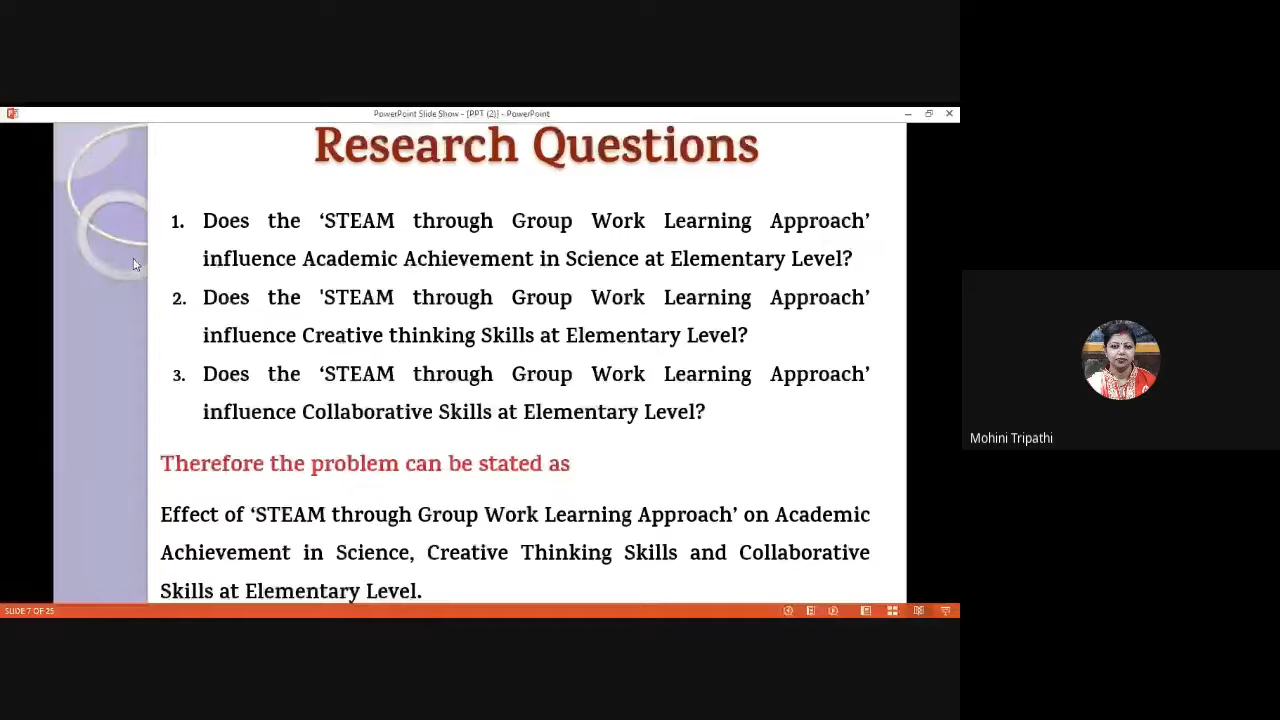 PowerPoint Slide Show - [PPT (2)] - PowerPoint
Research Questions
1. Does the ‘STEAM through Group Work Learning Approach’
influence Academic Achievement in Science at Elementary Level?
2. Does the 'STEAM through Group Work Learning Approach’
influence Creative thinking Skills at Elementary Level?
3. Does the ‘STEAM through Group Work Learning Approach’
influence Collaborative Skills at Elementary Level?
Therefore the problem can be stated as
Effect of ‘STEAM through Group Work Learning Approach’ on Academic
Achievement in Science, Creative Thinking Skills and Collaborative
Skills at Elementary Level.
SLIDE 7 OF 25
Mohini Tripathi